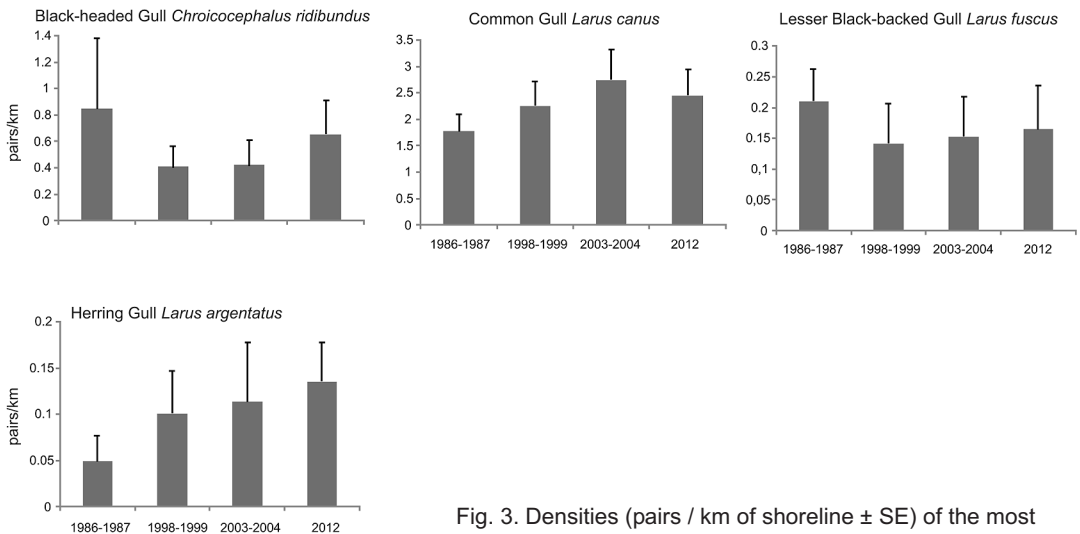 Black-headed Gull Chroicocephalus ridibundus
pairs/km
1.4
1.2
1
0.8
0.6
0.4
0.2
0
Common Gull Larus canus
3.5
3
2.5
2
1.5
1
0.5
0
1986-1987 1998-1999 2003-2004 2012
Lesser Black-backed Gull Larus fuscus
0.3
0.25
0.2
0.15
0,1
0,05
0
1986-1987 1998-1999 2003-2004 2012
Herring Gull Larus argentatus
pairs/km
0.2
0.15
0.1
0.05
0
1986-1987 1998-1999 2003-2004 2012
Fig. 3. Densities (pairs / km of shoreline ± SE) of the most